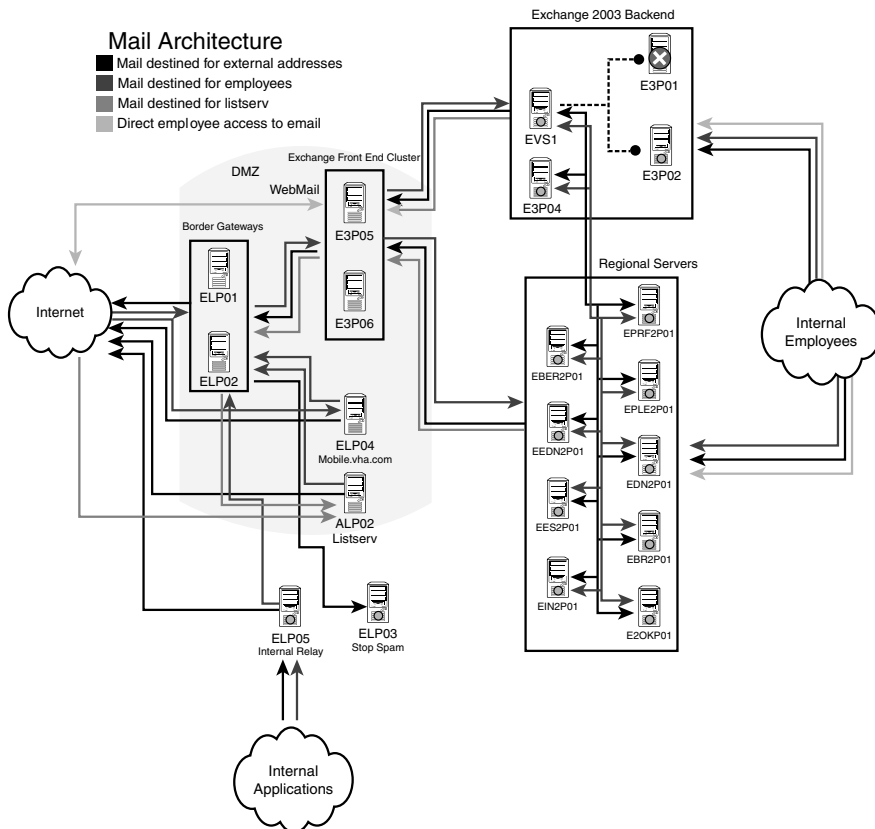 Exchange 2003 Backend
Mail Architecture
Mail destined for external addresses
Mail destined for employees
Mail destined for listserv
Direct employee access to email
E3P01
EVS1
E3P02
E3P04
DMZ
Exchange Front End Cluster
WebMail
E3P05
E3P06
Border Gateways
ELP01
ELP02
Internet
Regional Servers
EPRF2P01
EBER2P01
EPLE2P01
EEDN2P01
EDN2P01
EES2P01
EBR2P01
EIN2P01
E2OKP01
Internal
Employees
ELP04
Mobile.vha.com
ALP02
Listserv
ELP05
Internal Relay
ELP03
Stop Spam
Internal
Applications